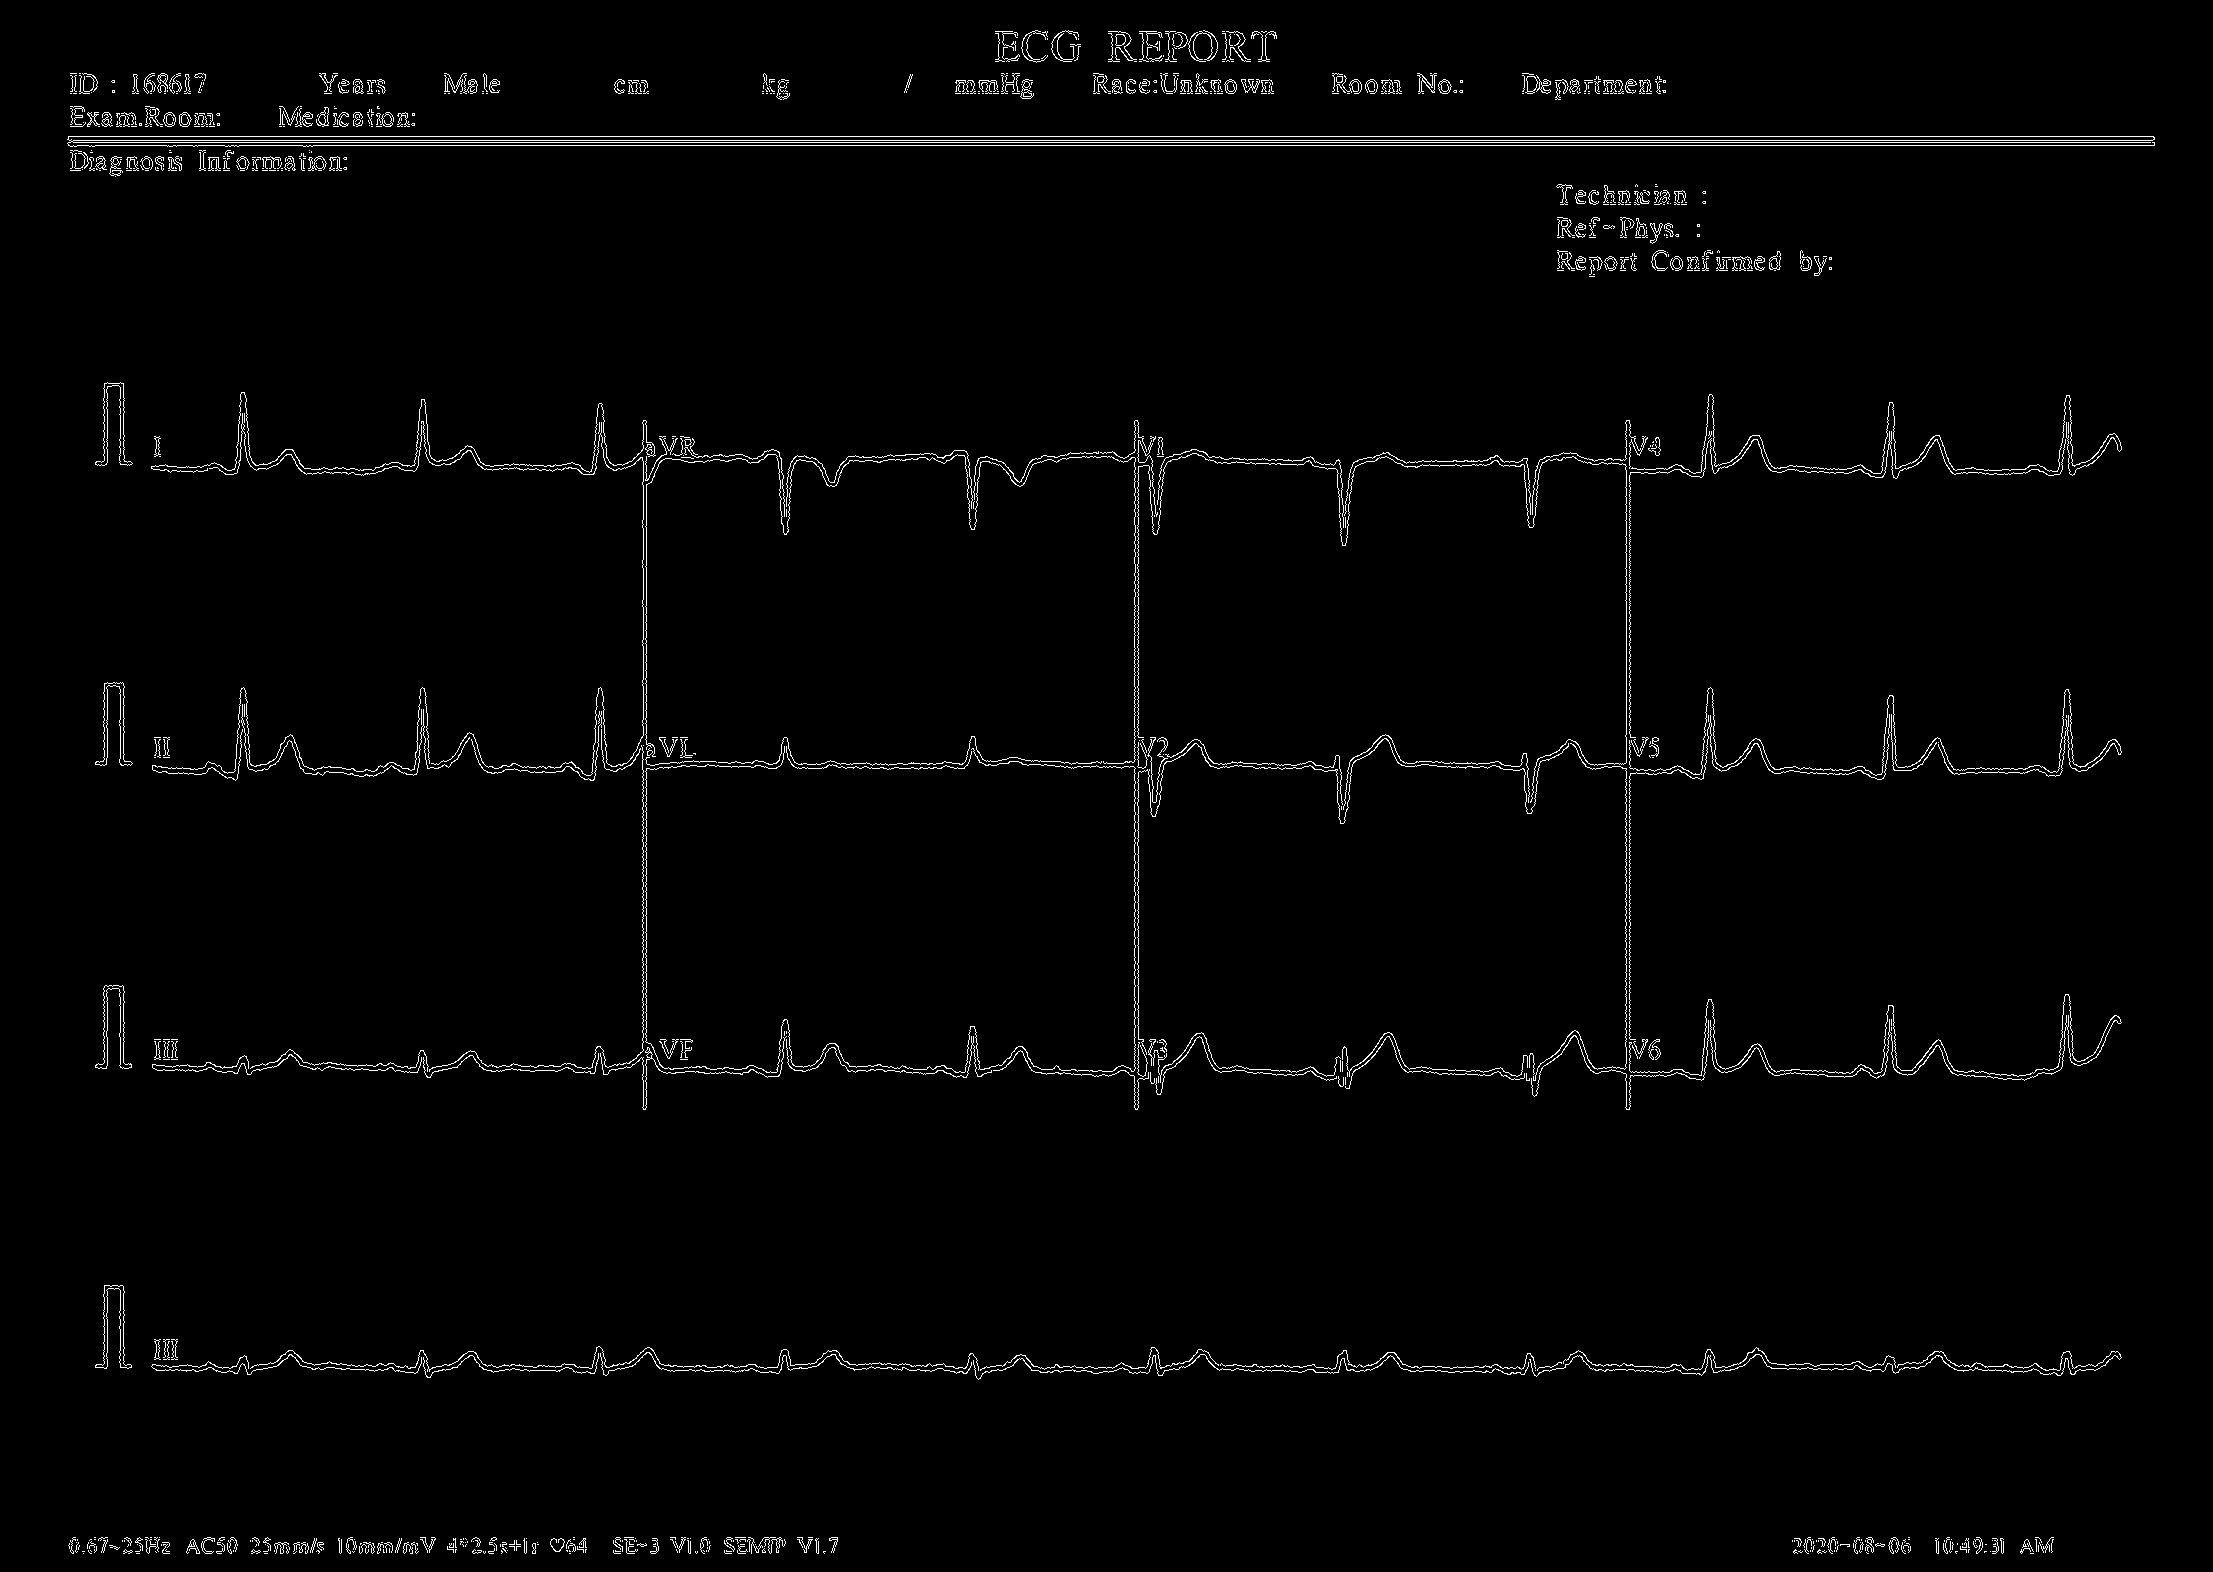 ECG REPORT
ID : 168617 Years Male cm kg / mmHg Race:Unknown Room No.: Department:
Exam.Room: Medication:
Diagnosis Information:
Technician :
Ref-Phys. :
Report Confirmed by:
I aVR V1 V4
II aVL V2 V5
III aVF V3 V6
III
0.67~25Hz AC50 25mm/s 10mm/mV 4*2.5s+1r ♡64 SE-3 V1.0 SEMIP V1.7
2020-08-06 10:49:31 AM